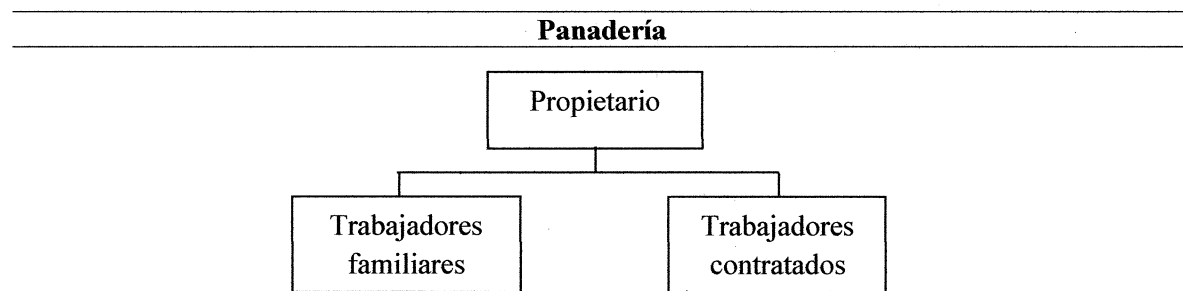 Panadería
Propietario
Trabajadores
familiares
Trabajadores
contratados